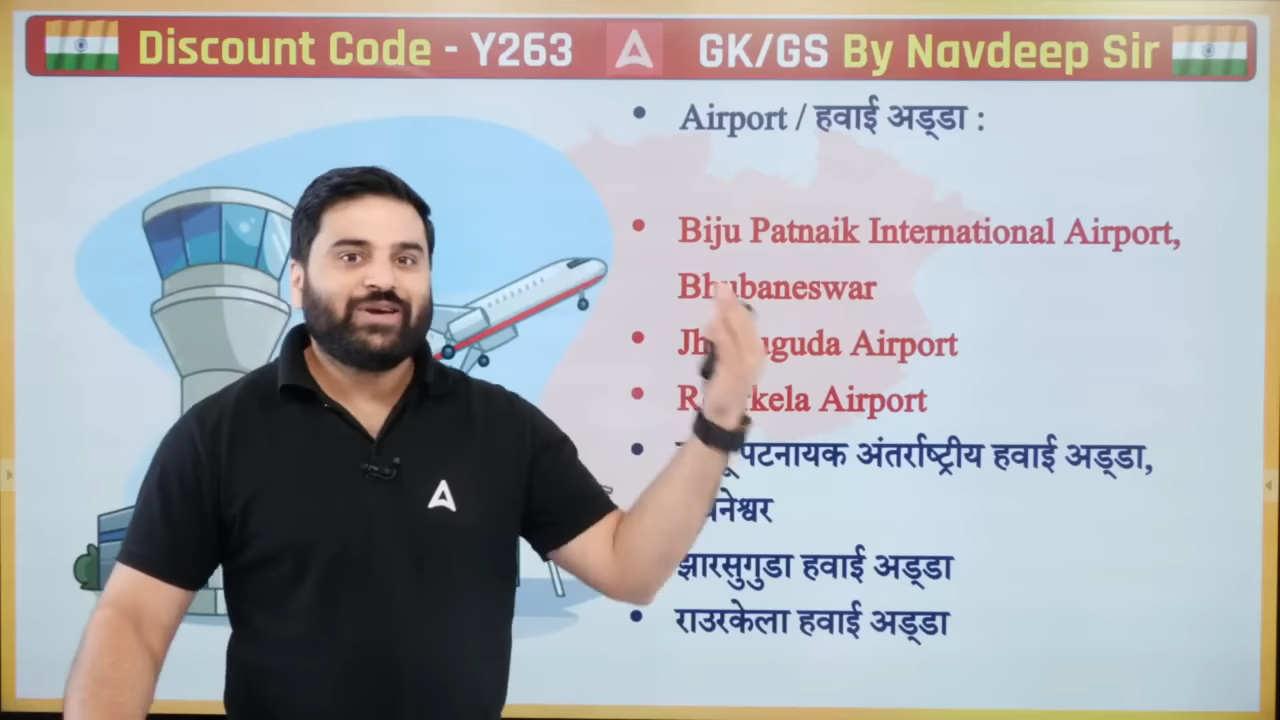 Discount Code - Y263 GK/GS By Navdeep Sir
Airport / हवाई अड्डा :
Biju Patnaik International Airport,
Bhubaneswar
Airport
Airport
पटनायक अंतर्राष्ट्रीय हवाई अड्डा,
झारसुगुडा हवाई अड्डा
राउरकेला हवाई अड्डा